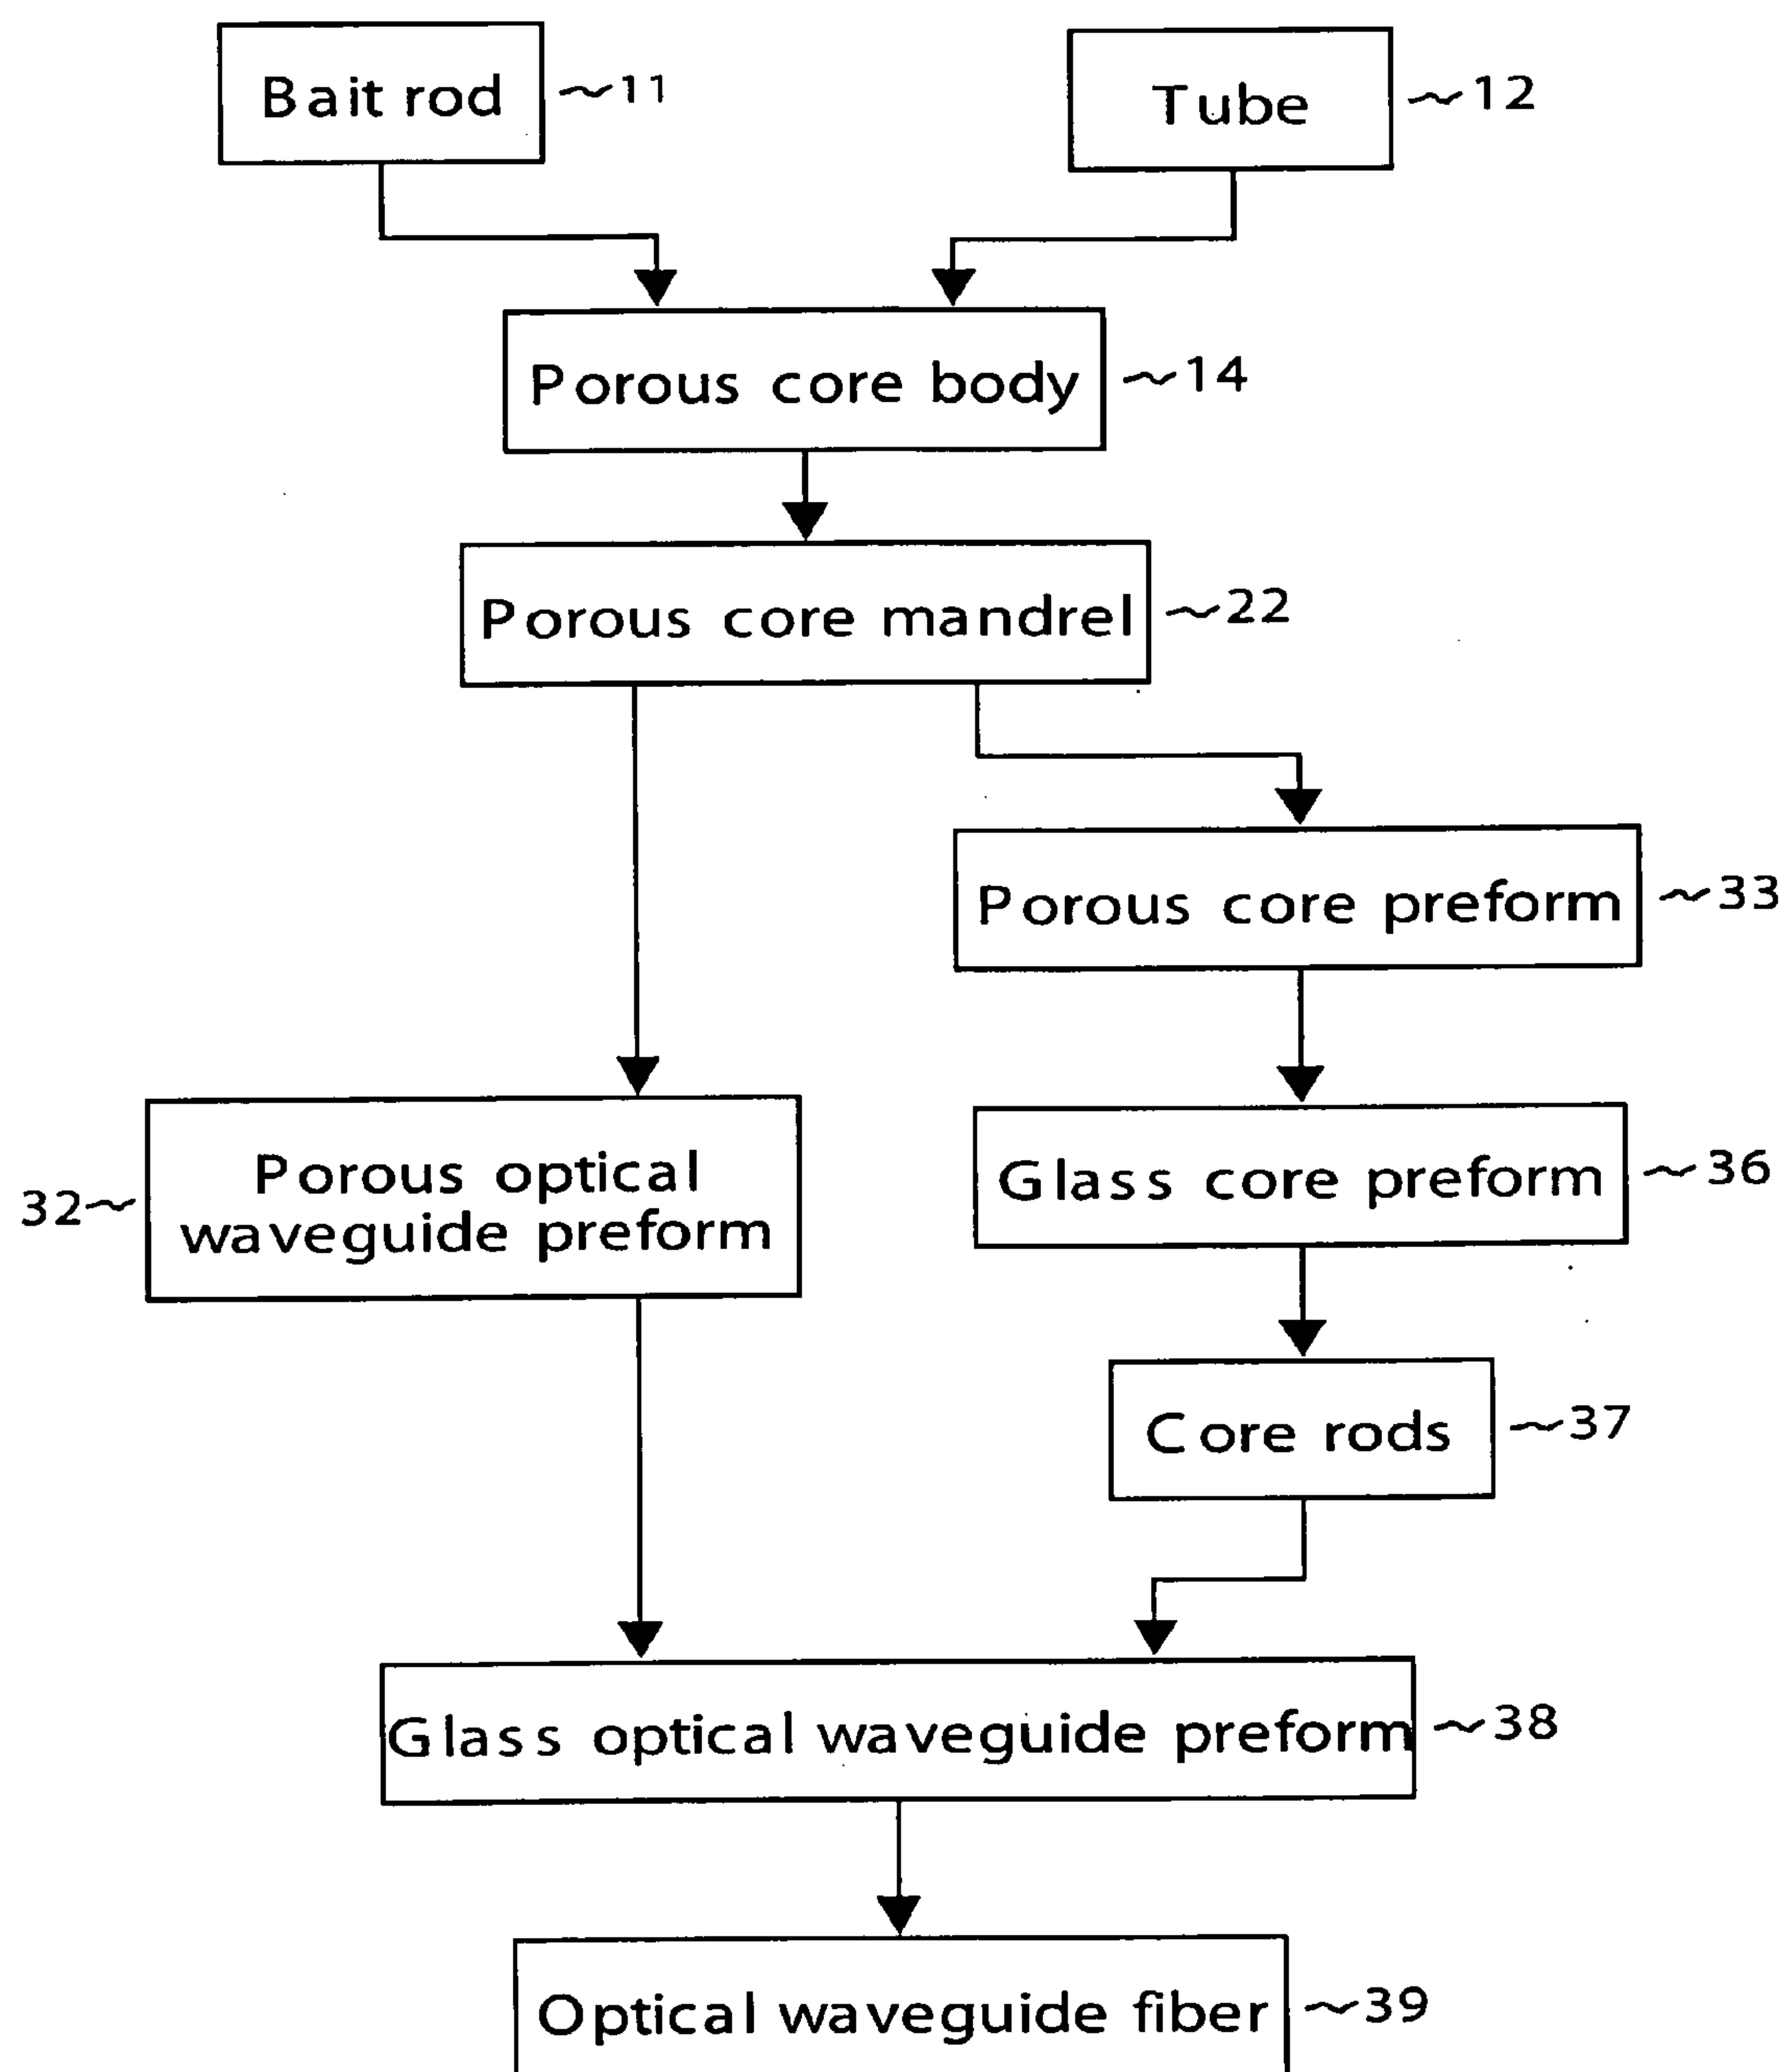 Bait rod ~11
Tube ~12
Porous core body ~14
Porous core mandrel ~22
Porous core preform ~33
Porous optical
waveguide preform
32~
Glass core preform ~36
Core rods ~37
Glass optical waveguide preform ~38
Optical waveguide fiber ~39